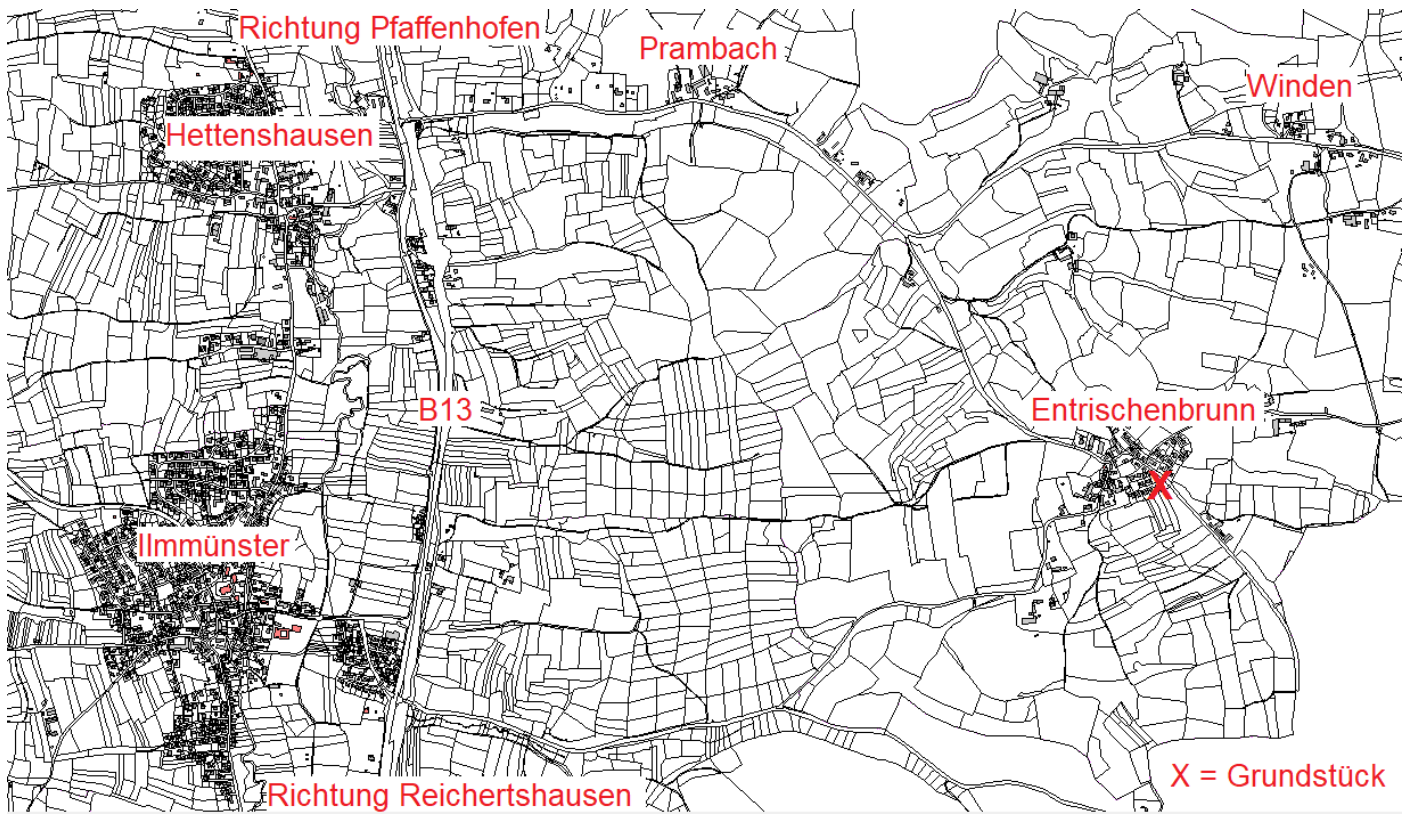 Richtung Pfaffenhofen
Prambach
Winden
Hettenshausen
B13
Entrischenbrunn
X
Ilmmünster
X = Grundstück
Richtung Reichertshausen